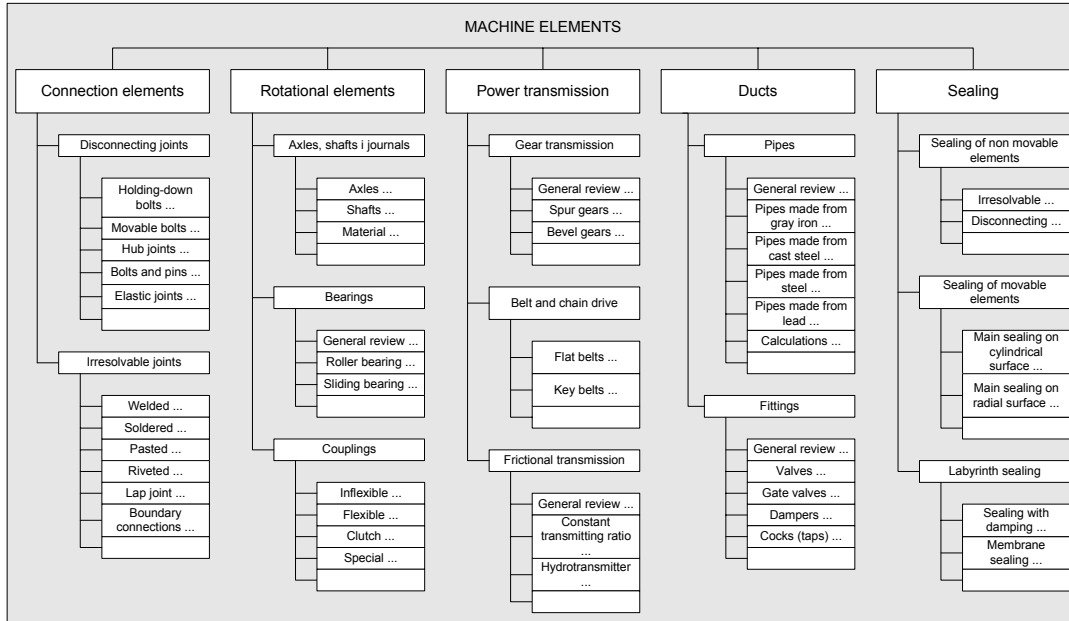 MACHINE ELEMENTS
Connection elements
Disconnecting joints
Holding-down
bolts ...
Movable bolts ...
Hub joints ...
Bolts and pins ...
Elastic joints ...
Irresolvable joints
Welded ...
Soldered ...
Pasted ...
Riveted ...
Lap joint ...
Boundary
connections ...
Rotational elements
Axles, shafts i journals
Axles ...
Shafts ...
Material ...
Bearings
General review ...
Roller bearing ...
Sliding bearing ...
Couplings
Inflexible ...
Flexible ...
Clutch ...
Special ...
Power transmission
Gear transmission
General review ...
Spur gears ...
Bevel gears ...
Belt and chain drive
Flat belts ...
Key belts ...
Frictional transmission
General review ...
Constant
transmitting ratio
...
Hydrotransmitter
...
Ducts
Pipes
General review ...
Pipes made from
gray iron ...
Pipes made from
cast steel ...
Pipes made from
steel ...
Pipes made from
lead ...
Calculations ...
Fittings
General review ...
Valves ...
Gate valves ...
Dampers ...
Cocks (taps) ...
Sealing
Sealing of non movable
elements
Irresolvable ...
Disconnecting ...
Sealing of movable
elements
Main sealing on
cylindrical
surface ...
Main sealing on
radial surface ...
Labyrinth sealing
Sealing with
damping ...
Membrane
sealing ...